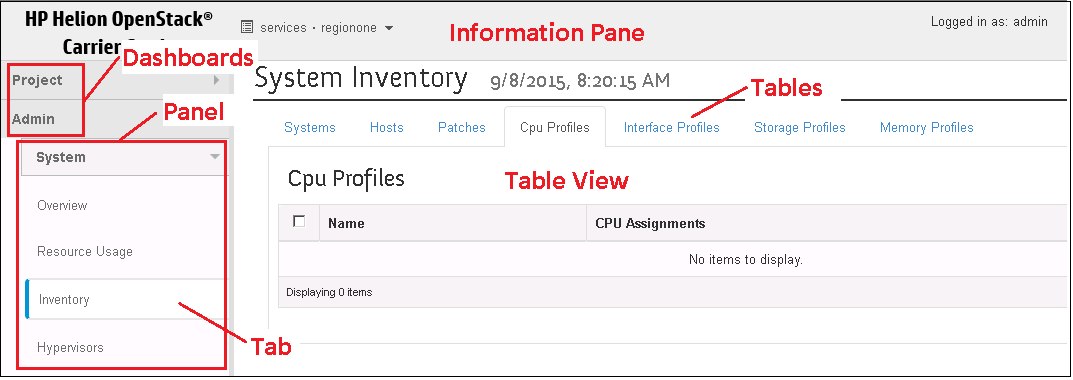 HP Helion OpenStack®
Carrier
services · regionone
Information Pane
Logged in as: admin
Dashboards
Project
Admin
Panel
System
Overview
Resource Usage
Inventory
Hypervisors
Tab
System Inventory 9/8/2015, 8:20:15 AM
Tables
Systems Hosts Patches Cpu Profiles Interface Profiles Storage Profiles Memory Profiles
Cpu Profiles
Table View
Name CPU Assignments
No items to display.
Displaying 0 items